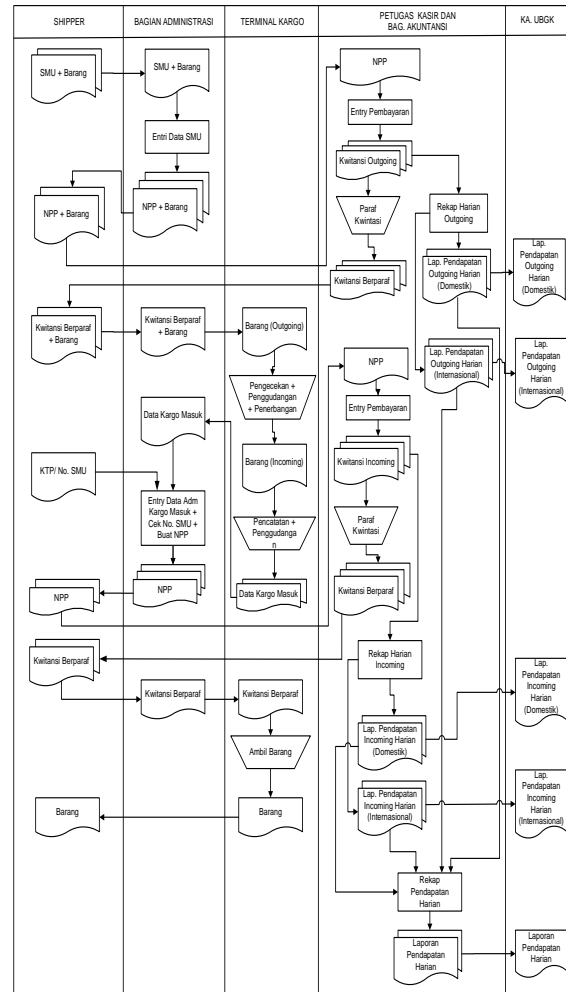 SHIPPER
BAGIAN ADMINISTRASI
TERMINAL KARGO
PETUGAS KASIR DAN
BAG. AKUNTANSI
KA. UBGK
SMU + Barang
SMU + Barang
NPP
Entri Data SMU
Entry Pembayaran
Kwitansi Outgoing
NPP + Barang
NPP + Barang
Paraf
Kwintasi
Rekap Harian
Outgoing
Kwitansi Berparaf
Lap. Pendapatan
Outgoing Harian
(Domestik)
Lap.
Pendapatan
Outgoing
Harian
(Domestik)
Kwitansi Berparaf
+ Barang
Kwitansi Berparaf
+ Barang
Barang (Outgoing)
NPP
Lap. Pendapatan
Outgoing Harian
(Internasional)
Lap.
Pendapatan
Outgoing
Harian
(Internasional)
Pengecekan +
Penggudangan
+ Penerbangan
Entry Pembayaran
Data Kargo Masuk
Kwitansi Incoming
KTP/ No. SMU
Barang (Incoming)
Entry Data Adm
Kargo Masuk +
Cek No. SMU +
Buat NPP
Pencatatan +
Penggudanga
n
Paraf
Kwintasi
NPP
NPP
Data Kargo Masuk
Kwitansi Berparaf
Kwitansi Berparaf
Rekap Harian
Incoming
Kwitansi Berparaf
Kwitansi Berparaf
Lap.
Pendapatan
Incoming
Harian
(Domestik)
Ambil Barang
Lap. Pendapatan
Incoming Harian
(Domestik)
Barang
Barang
Lap. Pendapatan
Incoming Harian
(Internasional)
Lap.
Pendapatan
Incoming
Harian
(Internasional)
Rekap
Pendapatan
Harian
Laporan
Pendapatan
Harian
Laporan
Pendapatan
Harian